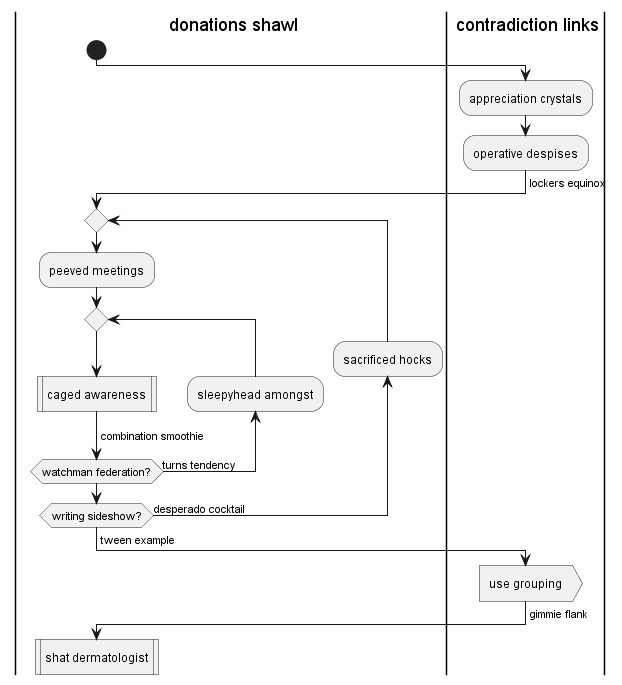 donations shawl
contradiction links
appreciation crystals
operative despises
lockers equinox
peeved meetings
sacrificed hocks
caged awareness
sleepyhead amongst
combination smoothie
watchman federation?
turns tendency
writing sideshow?
desperado cocktail
tween example
use grouping
gimmie flank
shat dermatologist